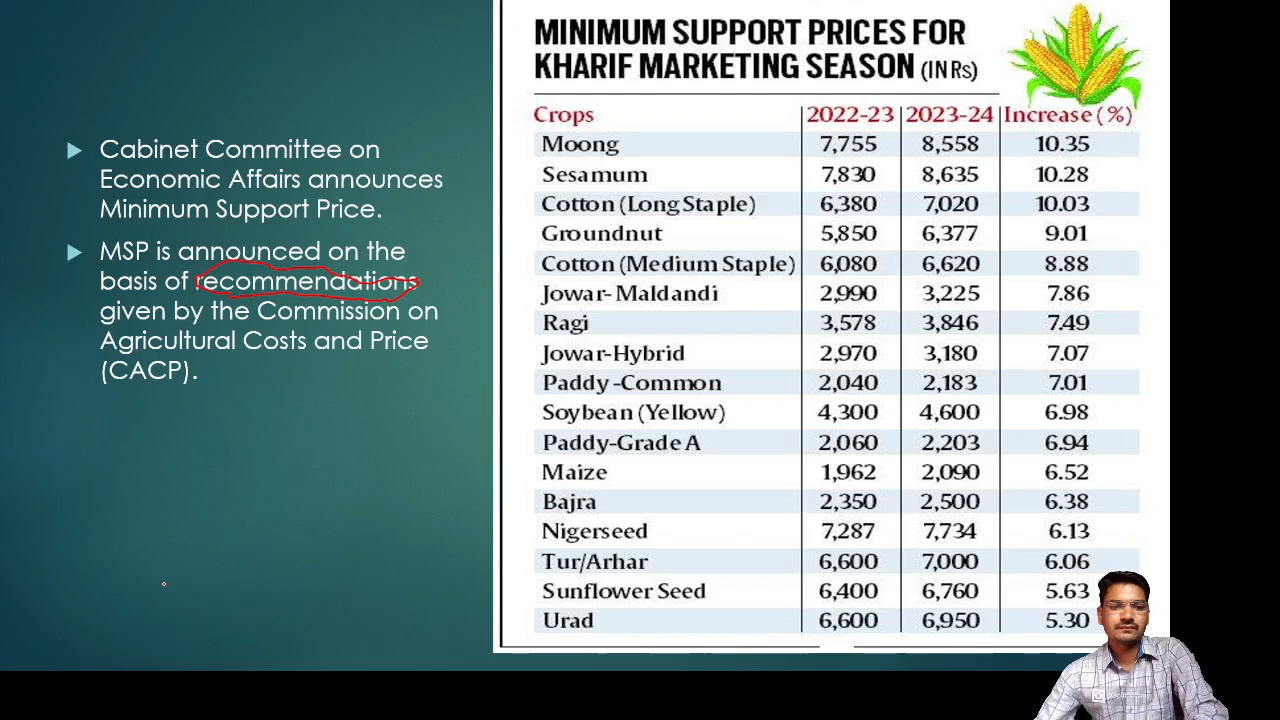 Cabinet Committee on
Economic Affairs announces
Minimum Support Price.
MSP is announced on the
basis of recommendations
given by the Commission on
Agricultural Costs and Price
(CACP).
MINIMUM SUPPORT PRICES FOR
KHARIF MARKETING SEASON (IN Rs)
Crops 2022-23 2023-24 Increase (%)
Moong 7,755 8,558 10.35
Sesamum 7,830 8,635 10.28
Cotton (Long Staple) 6,380 7,020 10.03
Groundnut 5,850 6,377 9.01
Cotton (Medium Staple) 6,080 6,620 8.88
Jowar- Maldandi 2,990 3,225 7.86
Ragi 3,578 3,846 7.49
Jowar-Hybrid 2,970 3,180 7.07
Paddy -Common 2,040 2,183 7.01
Soybean (Yellow) 4,300 4,600 6.98
Paddy-Grade A 2,060 2,203 6.94
Maize 1,962 2,090 6.52
Bajra 2,350 2,500 6.38
Nigerseed 7,287 7,734 6.13
Tur/Arhar 6,600 7,000 6.06
Sunflower Seed 6,400 6,760 5.63
Urad 6,600 6,950 5.30